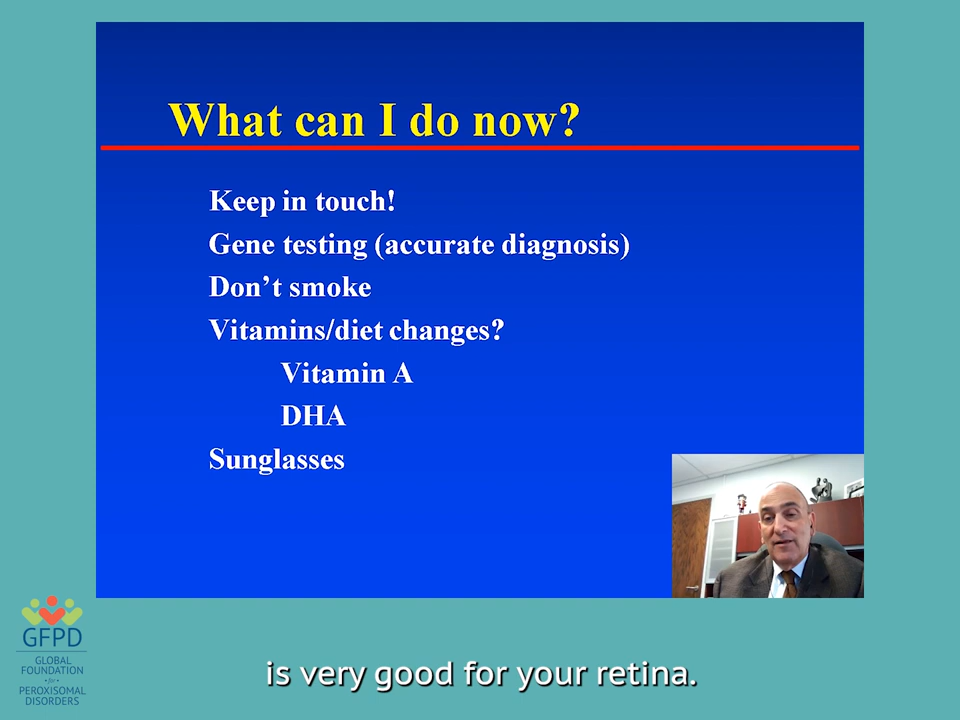 What can I do now?
Keep in touch!
Gene testing (accurate diagnosis)
Don't smoke
Vitamins/diet changes?
Vitamin A
DHA
Sunglasses
GFPD
GLOBAL
FOUNDATION
for
PEROXISOMAL
DISORDERS
is very good for your retina.